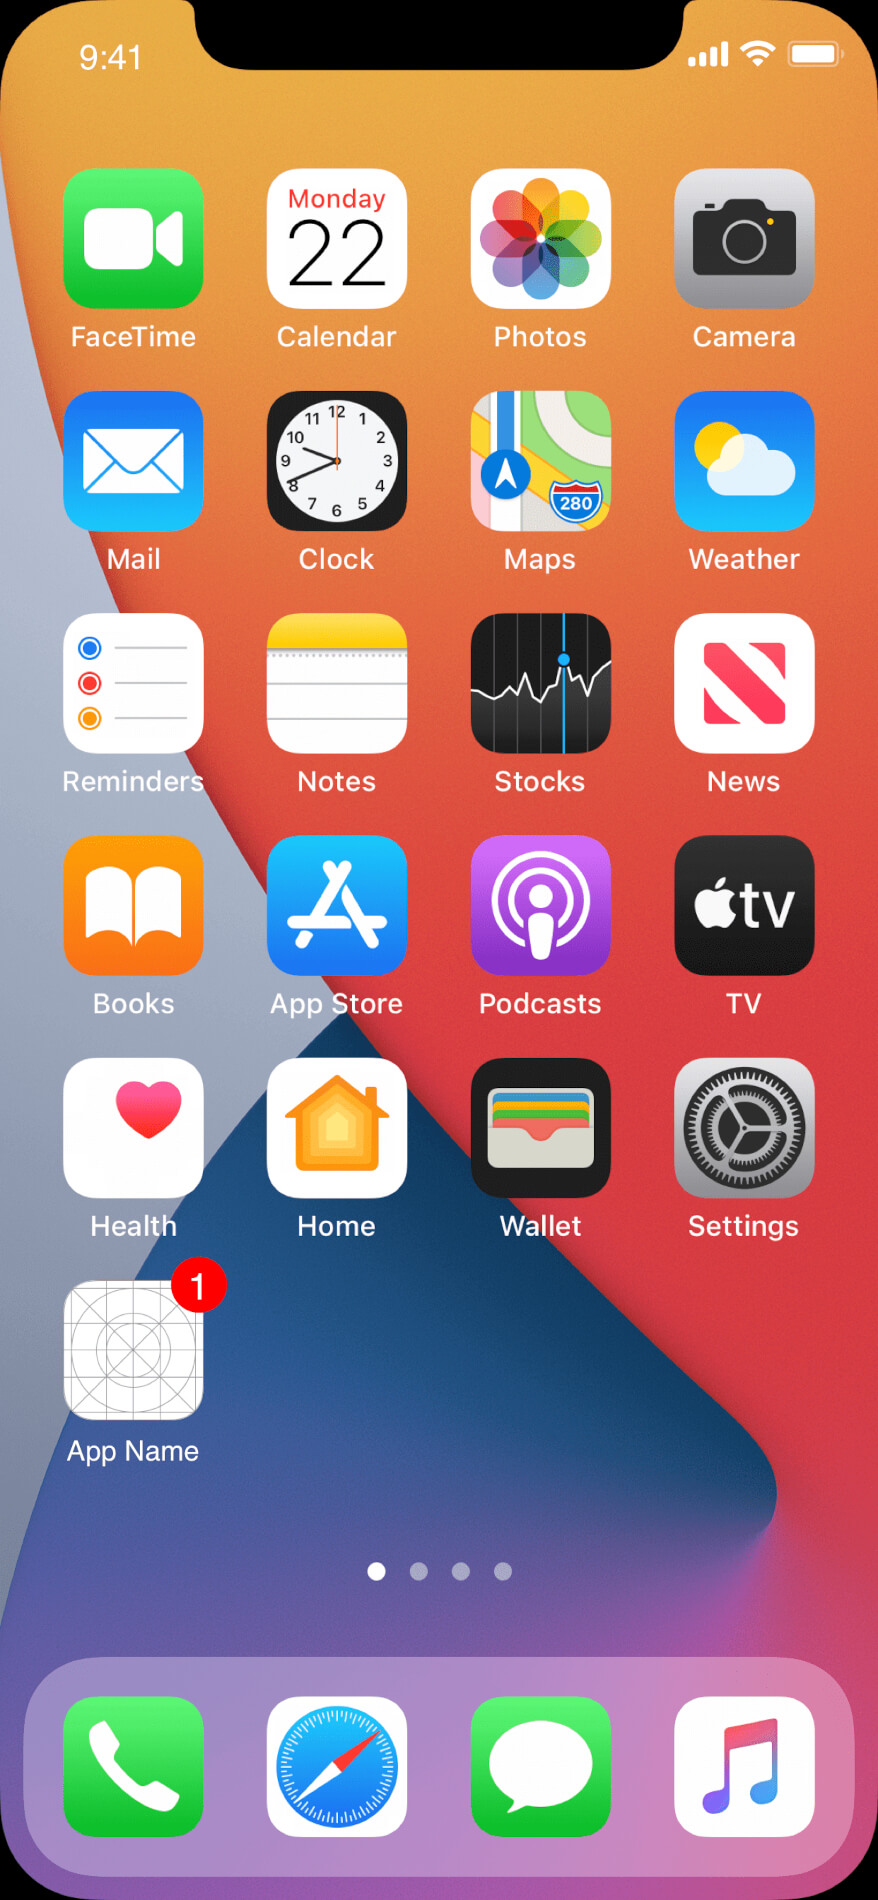 9:41
Monday
22
FaceTime
Calendar
Photos
Camera
12
11 1
10 2
9 3
8 4
7 5
6
280
Mail
Clock
Maps
Weather
Reminders
Notes
Stocks
News
tv
Books
App Store
Podcasts
TV
Health
Home
Wallet
Settings
1
App Name